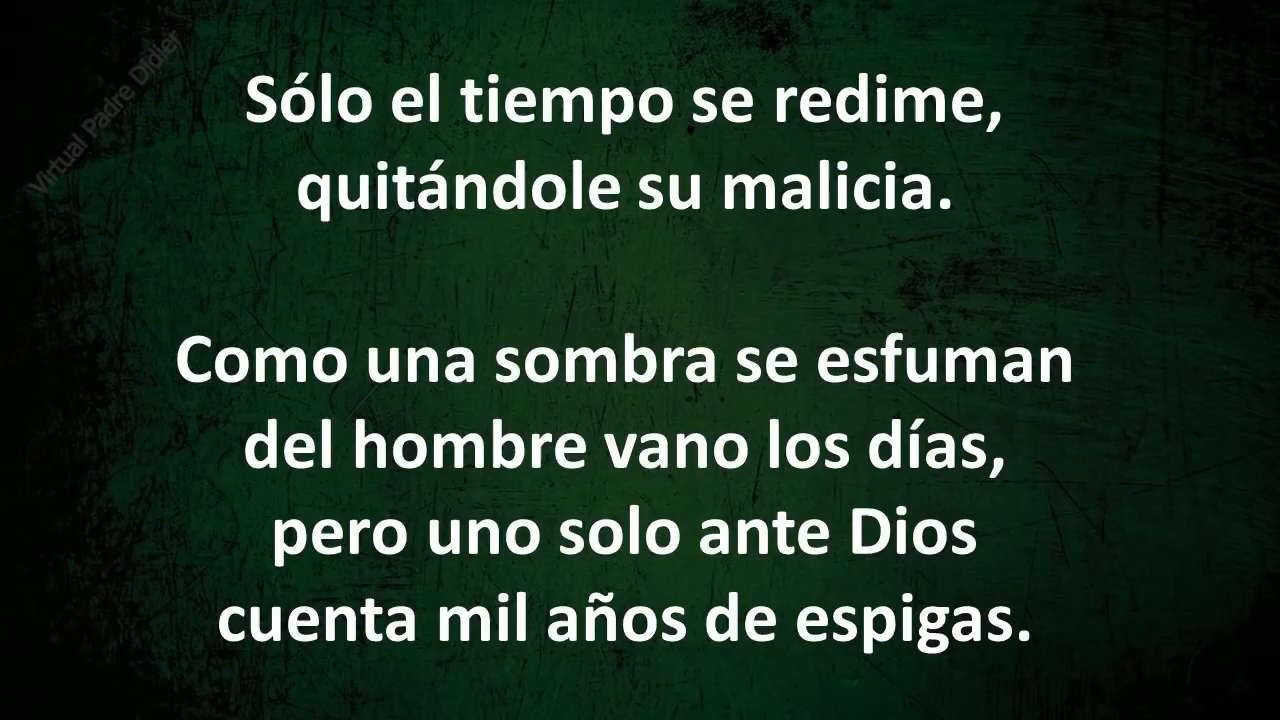 Virtual Padre Didier
Sólo el tiempo se redime,
quitándole su malicia.
Como una sombra se esfuman
del hombre vano los días,
pero uno solo ante Dios
cuenta mil años de espigas.